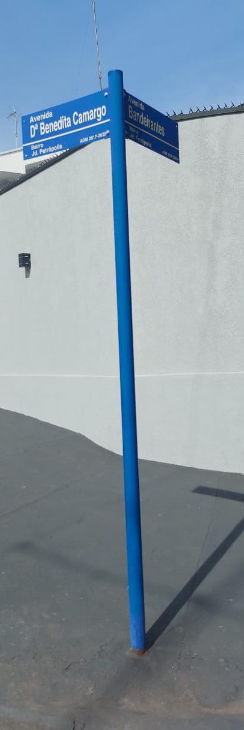 Avenida
Dª Benedita Camargo
Bairro
Jd. Petrópolis
Avenida
Bandeirantes